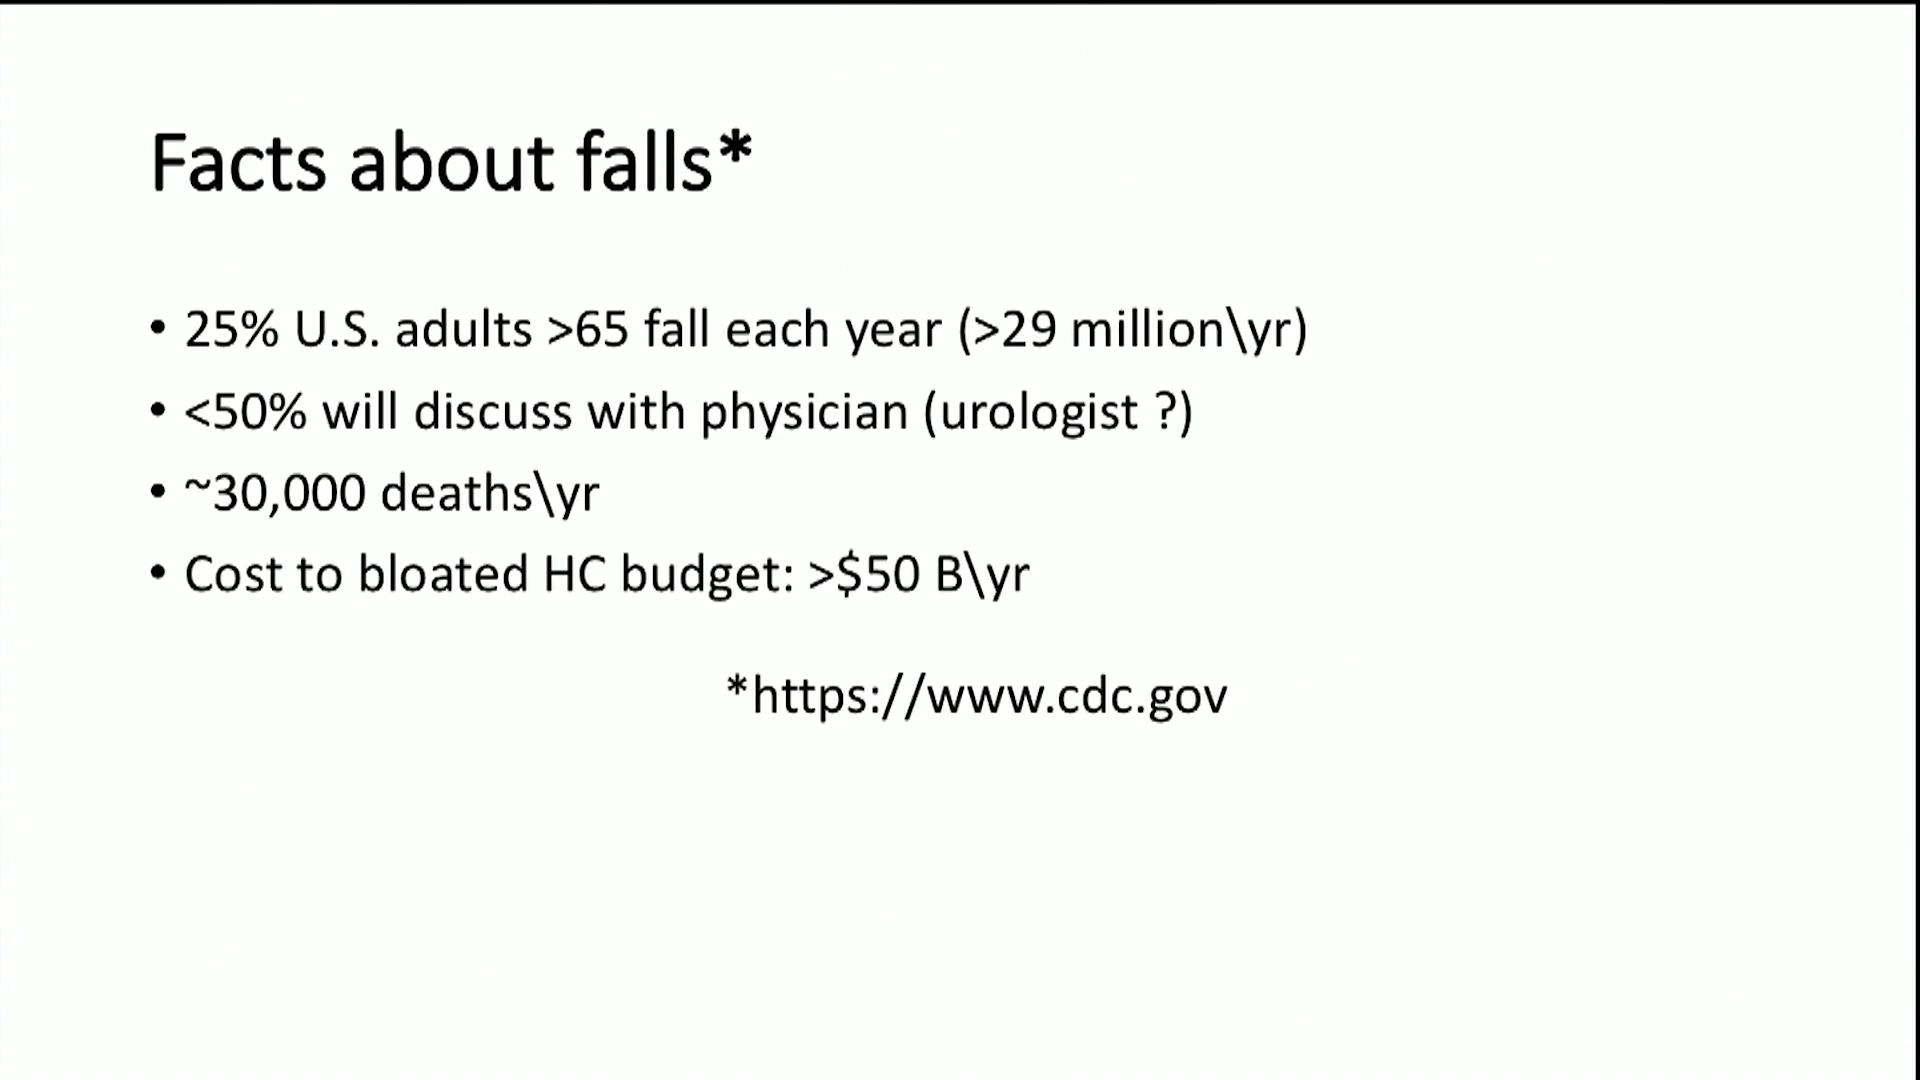 Facts about falls*
• 25% U.S. adults >65 fall each year (>29 million\yr)
• <50% will discuss with physician (urologist ?)
• ~30,000 deaths\yr
• Cost to bloated HC budget: >$50 B\yr
*https://www.cdc.gov